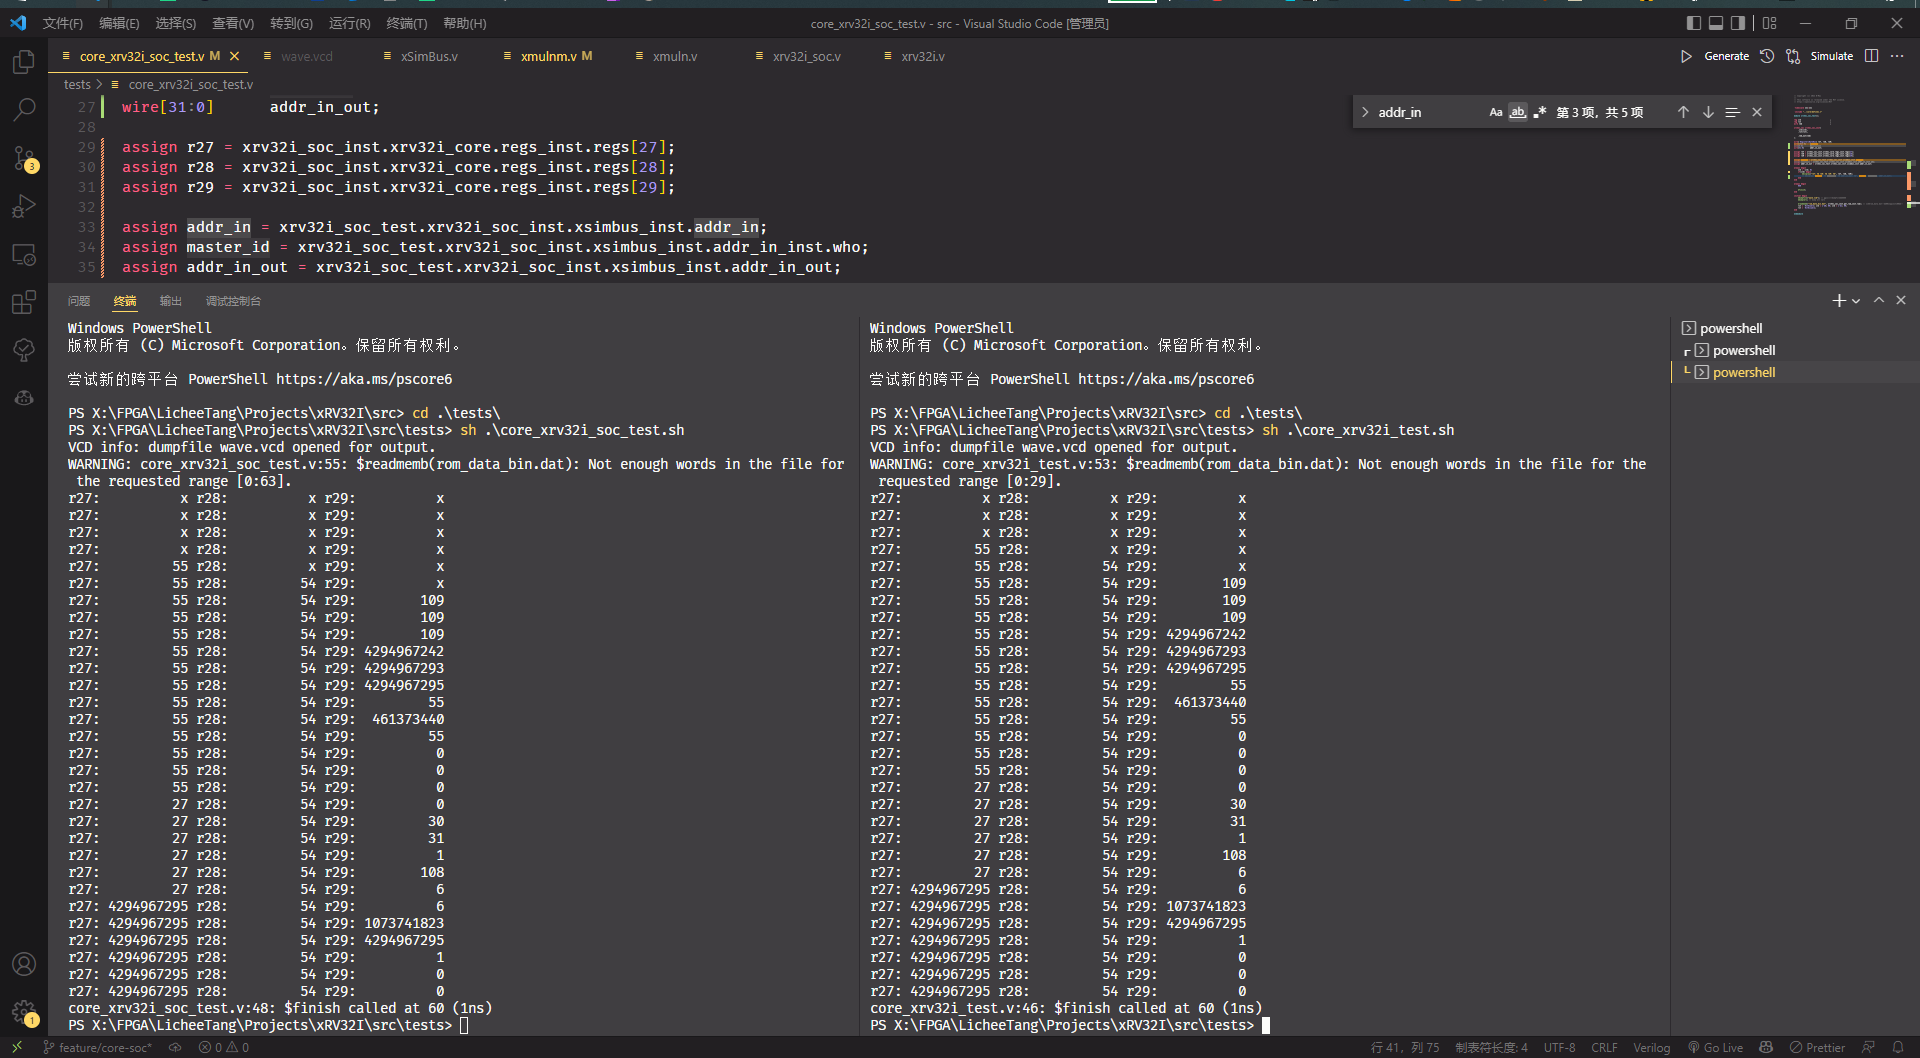 文件(F) 编辑(E) 选择(S) 查看(V) 转到(G) 运行(R) 终端(T) 帮助(H) core_xrv32i_soc_test.v - src - Visual Studio Code [管理员]
core_xrv32i_soc_test.v M wave.vcd xSimBus.v xmulnm.v M xmuln.v xrv32i_soc.v xrv32i.v Generate Simulate
tests > core_xrv32i_soc_test.v
addr_in Aa ab 第 3 项，共 5 项
27 wire[31:0] addr_in_out;
28
29 assign r27 = xrv32i_soc_inst.xrv32i_core.regs_inst.regs[27];
30 assign r28 = xrv32i_soc_inst.xrv32i_core.regs_inst.regs[28];
31 assign r29 = xrv32i_soc_inst.xrv32i_core.regs_inst.regs[29];
32
33 assign addr_in = xrv32i_soc_test.xrv32i_soc_inst.xsimbus_inst.addr_in;
34 assign master_id = xrv32i_soc_test.xrv32i_soc_inst.xsimbus_inst.addr_in_inst.who;
35 assign addr_in_out = xrv32i_soc_test.xrv32i_soc_inst.xsimbus_inst.addr_in_out;
问题 终端 输出 调试控制台
Windows PowerShell
版权所有 (C) Microsoft Corporation。保留所有权利。
尝试新的跨平台 PowerShell https://aka.ms/pscore6
PS X:\FPGA\LicheeTang\Projects\xRV32I\src> cd .\tests\
PS X:\FPGA\LicheeTang\Projects\xRV32I\src\tests> sh .\core_xrv32i_soc_test.sh
VCD info: dumpfile wave.vcd opened for output.
WARNING: core_xrv32i_soc_test.v:55: $readmemb(rom_data_bin.dat): Not enough words in the file for
the requested range [0:63].
r27: x r28: x r29: x
r27: x r28: x r29: x
r27: x r28: x r29: x
r27: x r28: x r29: x
r27: 55 r28: x r29: x
r27: 55 r28: 54 r29: x
r27: 55 r28: 54 r29: 109
r27: 55 r28: 54 r29: 109
r27: 55 r28: 54 r29: 109
r27: 55 r28: 54 r29: 4294967242
r27: 55 r28: 54 r29: 4294967293
r27: 55 r28: 54 r29: 4294967295
r27: 55 r28: 54 r29: 55
r27: 55 r28: 54 r29: 461373440
r27: 55 r28: 54 r29: 55
r27: 55 r28: 54 r29: 0
r27: 55 r28: 54 r29: 0
r27: 55 r28: 54 r29: 0
r27: 27 r28: 54 r29: 0
r27: 27 r28: 54 r29: 30
r27: 27 r28: 54 r29: 31
r27: 27 r28: 54 r29: 1
r27: 27 r28: 54 r29: 108
r27: 27 r28: 54 r29: 6
r27: 4294967295 r28: 54 r29: 6
r27: 4294967295 r28: 54 r29: 1073741823
r27: 4294967295 r28: 54 r29: 4294967295
r27: 4294967295 r28: 54 r29: 1
r27: 4294967295 r28: 54 r29: 0
r27: 4294967295 r28: 54 r29: 0
core_xrv32i_soc_test.v:48: $finish called at 60 (1ns)
PS X:\FPGA\LicheeTang\Projects\xRV32I\src\tests>
Windows PowerShell
版权所有 (C) Microsoft Corporation。保留所有权利。
尝试新的跨平台 PowerShell https://aka.ms/pscore6
PS X:\FPGA\LicheeTang\Projects\xRV32I\src> cd .\tests\
PS X:\FPGA\LicheeTang\Projects\xRV32I\src\tests> sh .\core_xrv32i_test.sh
VCD info: dumpfile wave.vcd opened for output.
WARNING: core_xrv32i_test.v:53: $readmemb(rom_data_bin.dat): Not enough words in the file for the
requested range [0:29].
r27: x r28: x r29: x
r27: x r28: x r29: x
r27: x r28: x r29: x
r27: 55 r28: x r29: x
r27: 55 r28: 54 r29: x
r27: 55 r28: 54 r29: 109
r27: 55 r28: 54 r29: 109
r27: 55 r28: 54 r29: 109
r27: 55 r28: 54 r29: 4294967242
r27: 55 r28: 54 r29: 4294967293
r27: 55 r28: 54 r29: 4294967295
r27: 55 r28: 54 r29: 55
r27: 55 r28: 54 r29: 461373440
r27: 55 r28: 54 r29: 55
r27: 55 r28: 54 r29: 0
r27: 55 r28: 54 r29: 0
r27: 55 r28: 54 r29: 0
r27: 27 r28: 54 r29: 0
r27: 27 r28: 54 r29: 30
r27: 27 r28: 54 r29: 31
r27: 27 r28: 54 r29: 1
r27: 27 r28: 54 r29: 108
r27: 27 r28: 54 r29: 6
r27: 4294967295 r28: 54 r29: 6
r27: 4294967295 r28: 54 r29: 1073741823
r27: 4294967295 r28: 54 r29: 4294967295
r27: 4294967295 r28: 54 r29: 1
r27: 4294967295 r28: 54 r29: 0
r27: 4294967295 r28: 54 r29: 0
r27: 4294967295 r28: 54 r29: 0
core_xrv32i_test.v:46: $finish called at 60 (1ns)
PS X:\FPGA\LicheeTang\Projects\xRV32I\src\tests>
powershell
powershell
powershell
3
1
feature/core-soc* 0 0 行 41，列 75 制表符长度: 4 UTF-8 CRLF Verilog Go Live Prettier